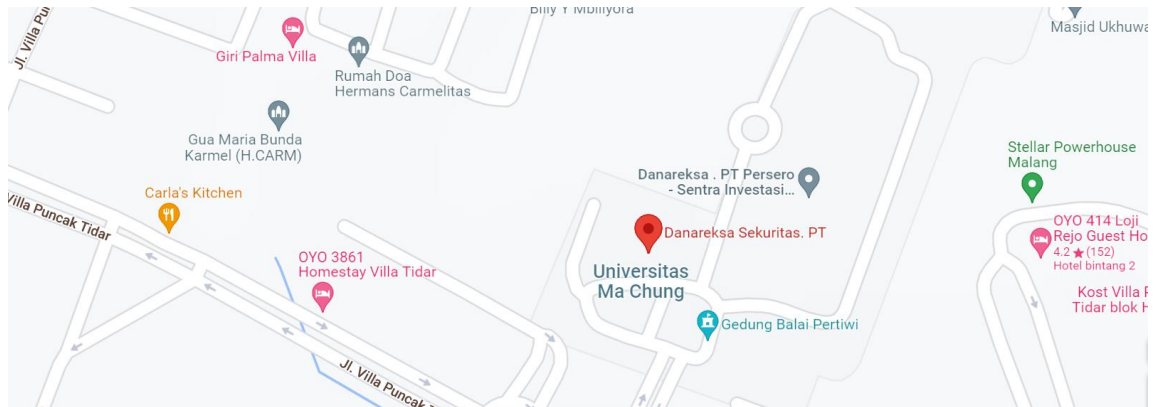 Billy Y Mbiliyora
Masjid Ukhuwa
Jl. Villa Pu
Giri Palma Villa
Rumah Doa
Hermans Carmelitas
Gua Maria Bunda
Karmel (H.CARM)
Carla's Kitchen
Villa Puncak Tidar
OYO 3861
Homestay Villa Tidar
Jl. Villa Puncak T
Danareksa . PT Persero
- Sentra Investasi...
Danareksa Sekuritas. PT
Universitas
Ma Chung
Gedung Balai Pertiwi
Stellar Powerhouse
Malang
OYO 414 Loji
Rejo Guest Ho
4.2 ★ (152)
Hotel bintang 2
Kost Villa P
Tidar blok H